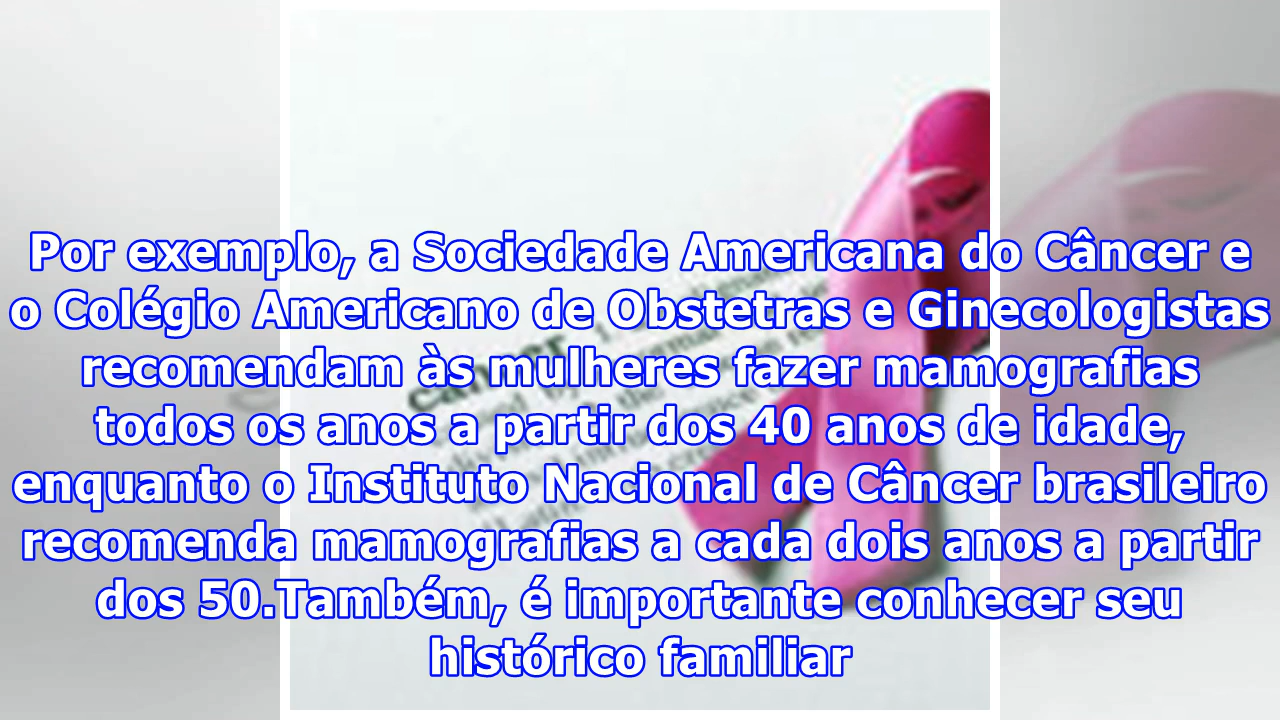 Por exemplo, a Sociedade Americana do Câncer e
o Colégio Americano de Obstetras e Ginecologistas
recomendam às mulheres fazer mamografias
todos os anos a partir dos 40 anos de idade,
enquanto o Instituto Nacional de Câncer brasileiro
recomenda mamografias a cada dois anos a partir
dos 50.Também, é importante conhecer seu
histórico familiar
cancer